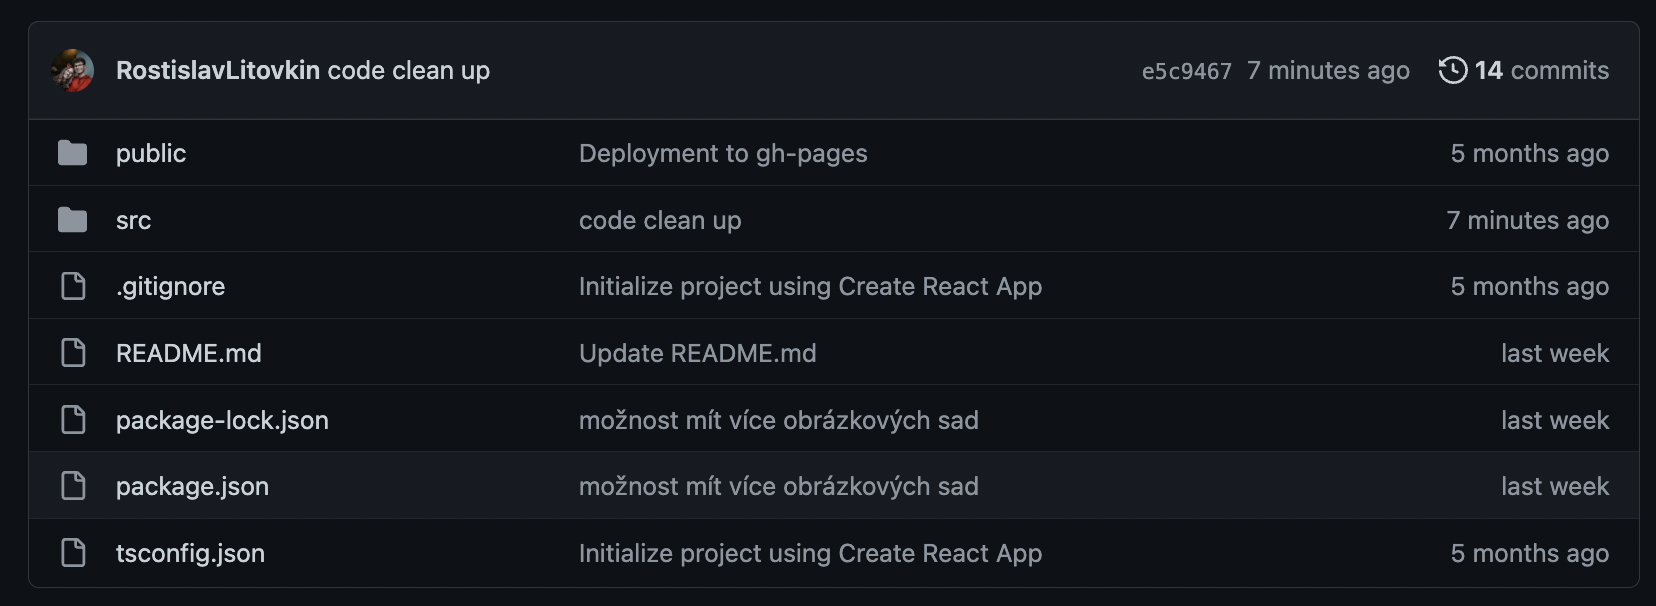 RostislavLitovkin code clean up e5c9467 7 minutes ago 14 commits
public Deployment to gh-pages 5 months ago
src code clean up 7 minutes ago
.gitignore Initialize project using Create React App 5 months ago
README.md Update README.md last week
package-lock.json možnost mít více obrázkových sad last week
package.json možnost mít více obrázkových sad last week
tsconfig.json Initialize project using Create React App 5 months ago